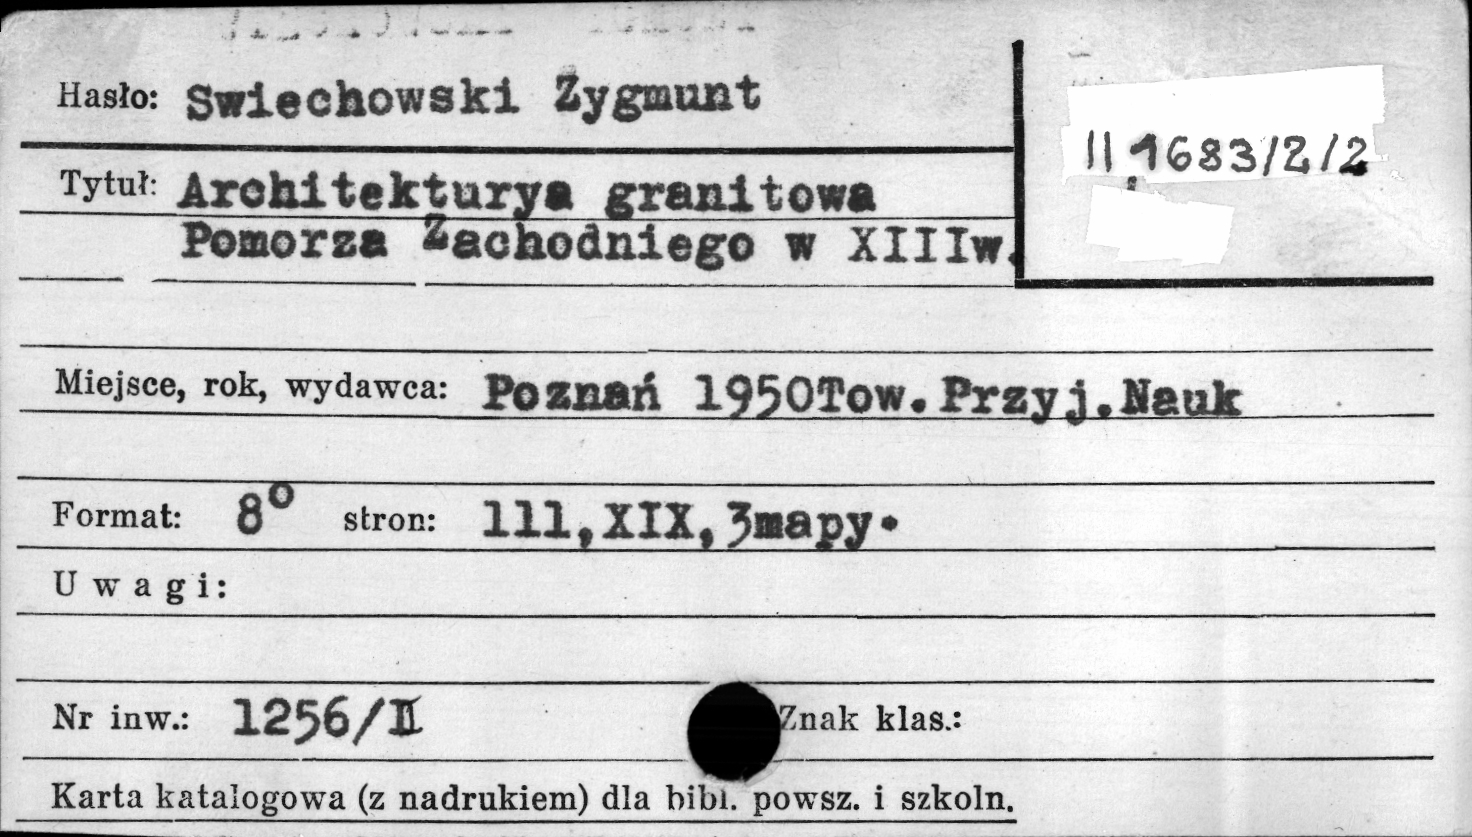 Hasło: Swiechowski Zygmunt
II 1683/2/2
Tytuł: Architekturya granitowa
Pomorza Zachodniego w XIIIw.
Miejsce, rok, wydawca: Poznań 1950Tow.Przyj.Nauk
Format: 8° stron: 111,XIX,3mapy.
Uwagi:
Nr inw.: 1256/II Znak klas.:
Karta katalogowa (z nadrukiem) dla bibl. powsz. i szkoln.